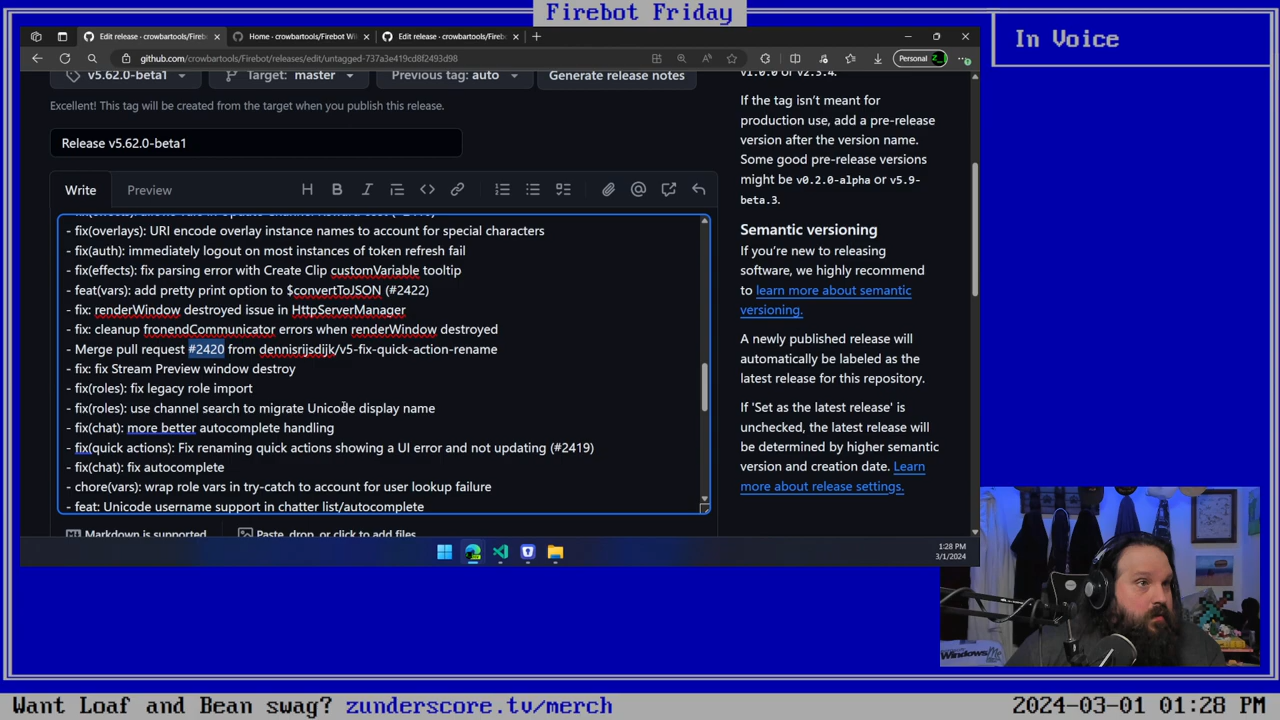 Firebot Friday
In Voice
Edit release · crowbartools/Fireb
Home · crowbartools/Firebot Wi
Edit release · crowbartools/Fireb
github.com/crowbartools/Firebot/releases/edit/untagged-737a3e419cd8f2493d98
Personal
v5.62.0-beta1
Target: master
Previous tag: auto
Generate release notes
Excellent! This tag will be created from the target when you publish this release.
Release v5.62.0-beta1
Write
Preview
- fix(overlays): URI encode overlay instance names to account for special characters
- fix(auth): immediately logout on most instances of token refresh fail
- fix(effects): fix parsing error with Create Clip customVariable tooltip
- feat(vars): add pretty print option to $convertToJSON (#2422)
- fix: renderWindow destroyed issue in HttpServerManager
- fix: cleanup fronendCommunicator errors when renderWindow destroyed
- Merge pull request #2420 from dennisrijsdijk/v5-fix-quick-action-rename
- fix: fix Stream Preview window destroy
- fix(roles): fix legacy role import
- fix(roles): use channel search to migrate Unicode display name
- fix(chat): more better autocomplete handling
- fix(quick actions): Fix renaming quick actions showing a UI error and not updating (#2419)
- fix(chat): fix autocomplete
- chore(vars): wrap role vars in try-catch to account for user lookup failure
- feat: Unicode username support in chatter list/autocomplete
Markdown is supported
Paste, drop, or click to add files
v1.0.0 or v2.3.4.
If the tag isn't meant for
production use, add a pre-release
version after the version name.
Some good pre-release versions
might be v0.2.0-alpha or v5.9-
beta.3.
Semantic versioning
If you're new to releasing
software, we highly recommend
to learn more about semantic
versioning.
A newly published release will
automatically be labeled as the
latest release for this repository.
If 'Set as the latest release' is
unchecked, the latest release will
be determined by higher semantic
version and creation date. Learn
more about release settings.
1:28 PM
3/1/2024
Want Loaf and Bean swag? zunderscore.tv/merch
2024-03-01 01:28 PM